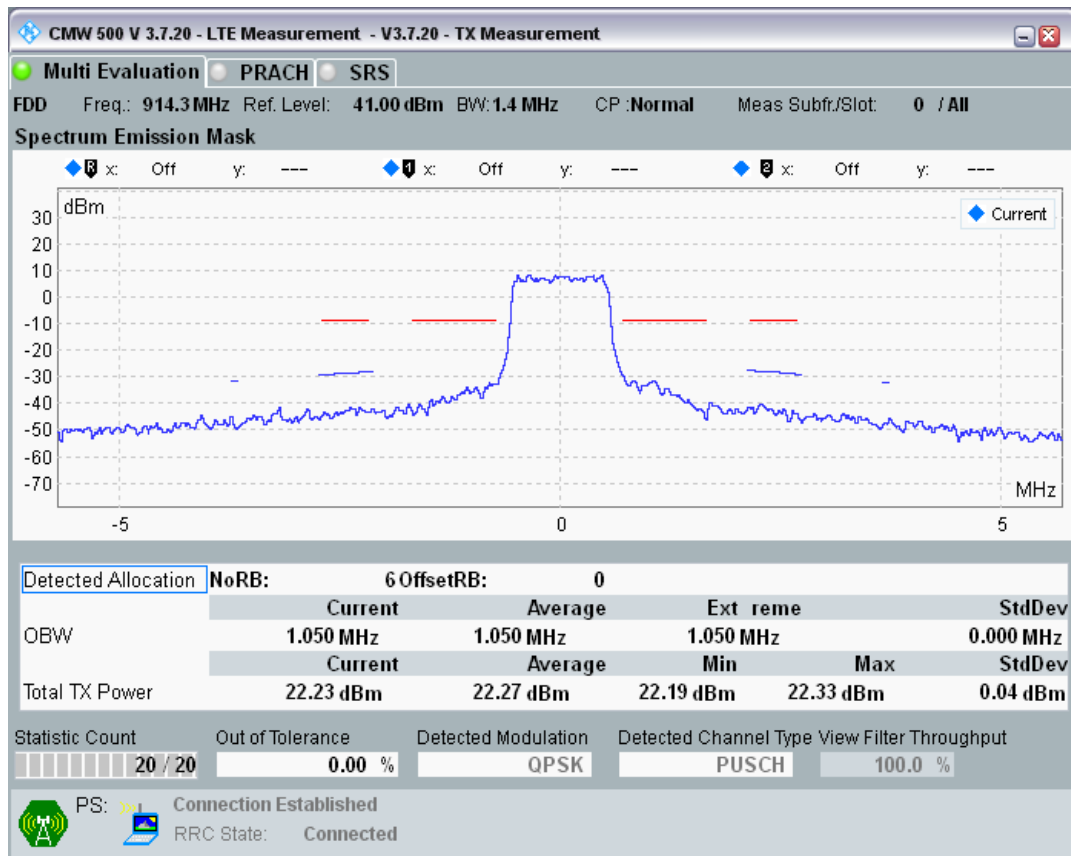 CMW 500 V 3.7.20 - LTE Measurement - V3.7.20 - TX Measurement
Multi Evaluation PRACH SRS
FDD Freq.: 914.3 MHz Ref. Level: 41.00 dBm BW: 1.4 MHz CP :Normal Meas Subfr./Slot: 0 / All
Spectrum Emission Mask
R x: Off y: --- 1 x: Off y: --- 2 x: Off y: ---
dBm
Current
30
20
10
0
-10
-20
-30
-40
-50
-60
-70
MHz
-5 0 5
Detected Allocation NoRB: 6 OffsetRB: 0
Current Average Ext reme StdDev
OBW 1.050 MHz 1.050 MHz 1.050 MHz 0.000 MHz
Current Average Min Max StdDev
Total TX Power 22.23 dBm 22.27 dBm 22.19 dBm 22.33 dBm 0.04 dBm
Statistic Count Out of Tolerance Detected Modulation Detected Channel Type View Filter Throughput
20 / 20 0.00 % QPSK PUSCH 100.0 %
PS: Connection Established
RRC State: Connected